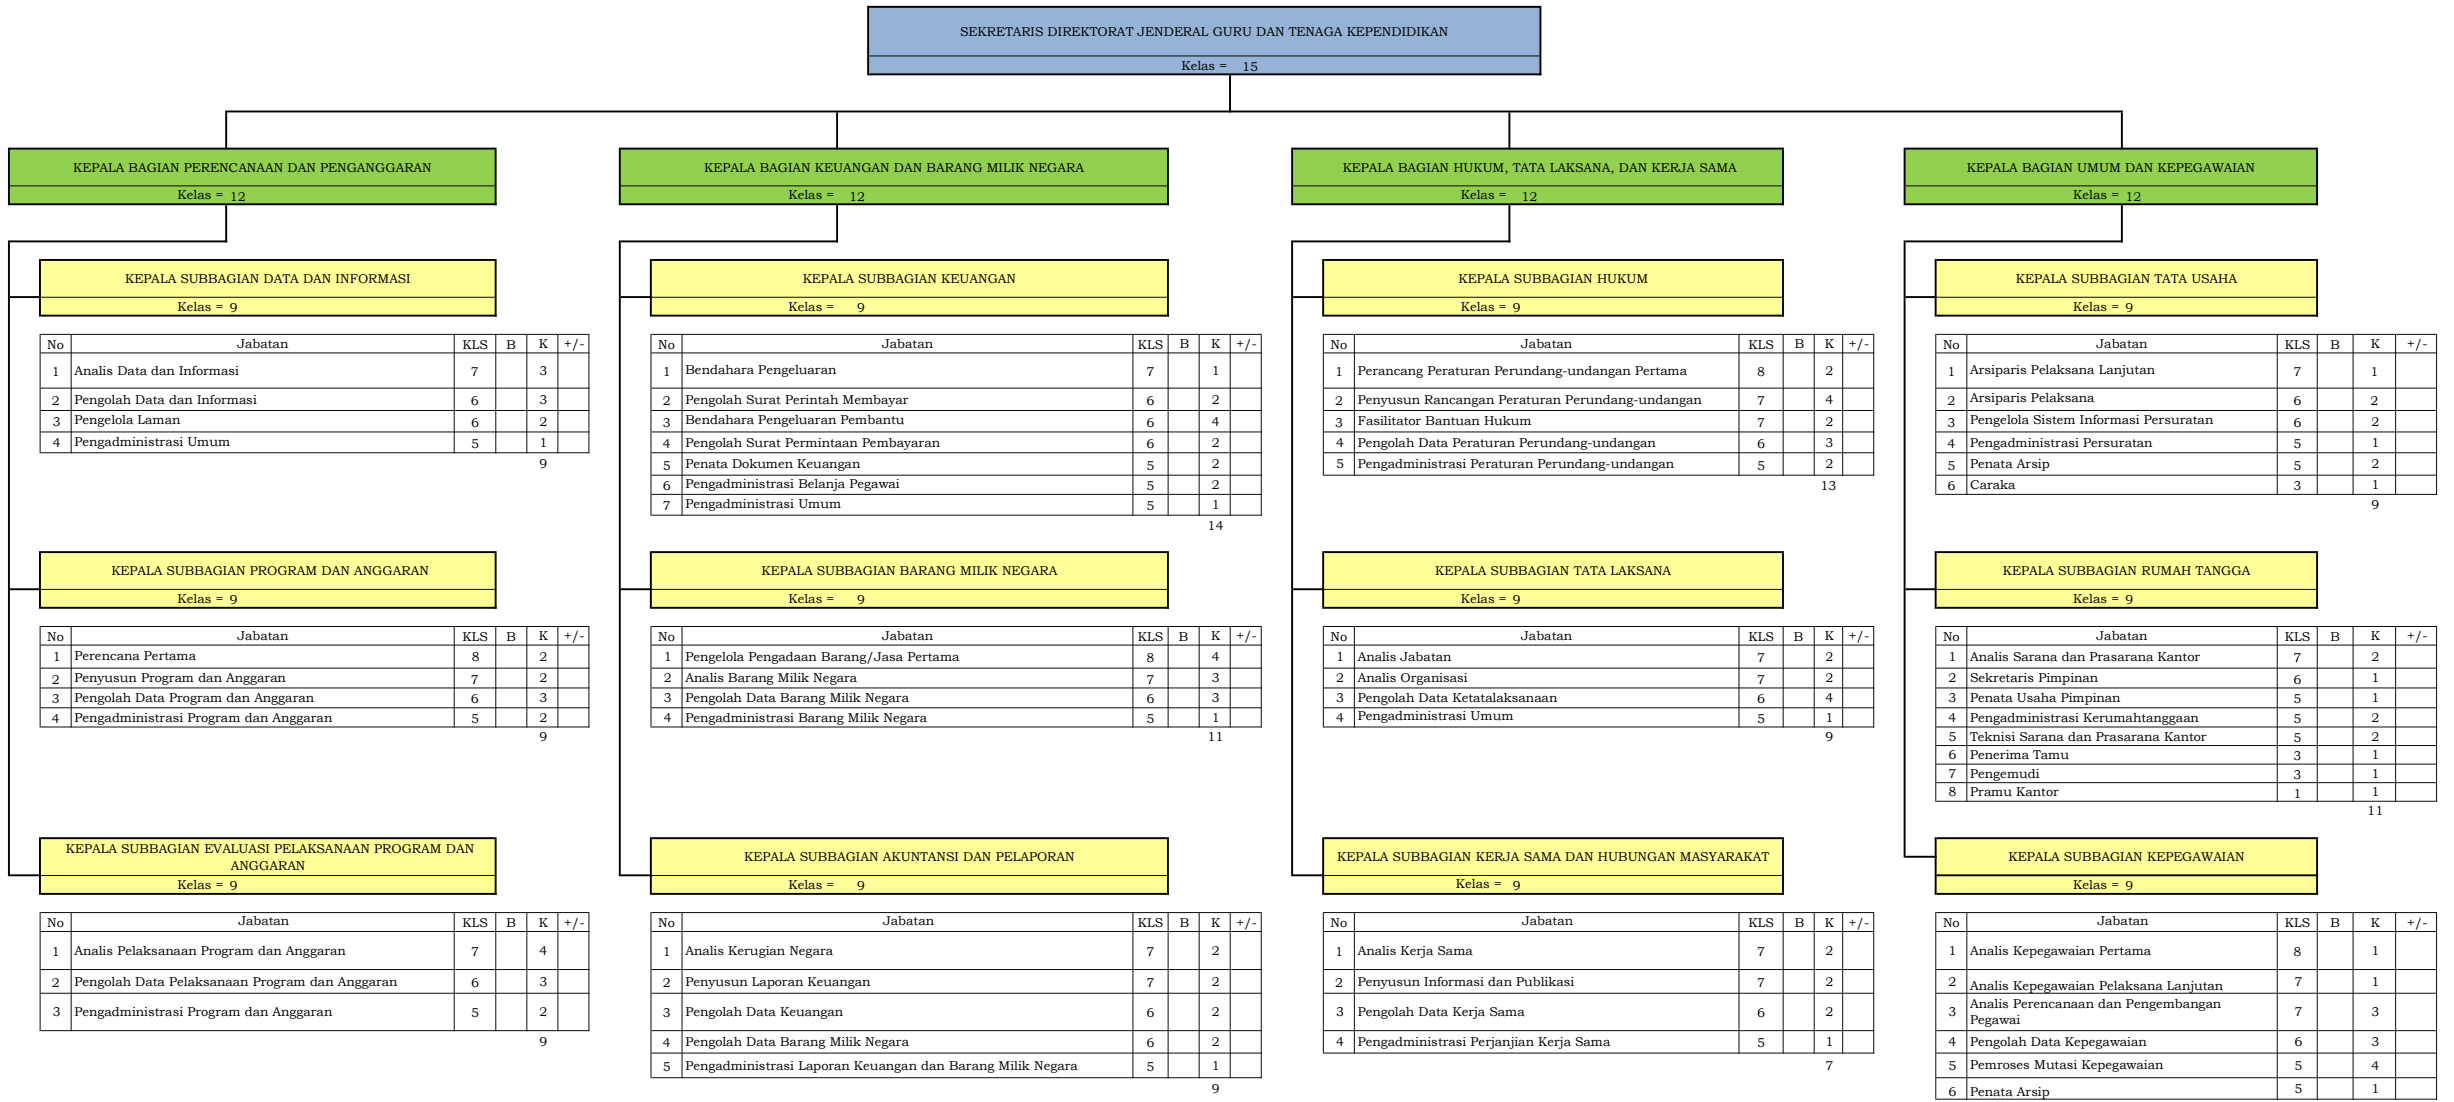 SEKRETARIS DIREKTORAT JENDERAL GURU DAN TENAGA KEPENDIDIKAN
Kelas = 15
KEPALA BAGIAN PERENCANAAN DAN PENGANGGARAN
Kelas = 12
KEPALA SUBBAGIAN DATA DAN INFORMASI
Kelas = 9
No Jabatan KLS B K +/-
1 Analis Data dan Informasi 7 3
2 Pengolah Data dan Informasi 6 3
3 Pengelola Laman 6 2
4 Pengadministrasi Umum 5 1
9
KEPALA SUBBAGIAN PROGRAM DAN ANGGARAN
Kelas = 9
No Jabatan KLS B K +/-
1 Perencana Pertama 8 2
2 Penyusun Program dan Anggaran 7 2
3 Pengolah Data Program dan Anggaran 6 3
4 Pengadministrasi Program dan Anggaran 5 2
9
KEPALA SUBBAGIAN EVALUASI PELAKSANAAN PROGRAM DAN
ANGGARAN
Kelas = 9
No Jabatan KLS B K +/-
1 Analis Pelaksanaan Program dan Anggaran 7 4
2 Pengolah Data Pelaksanaan Program dan Anggaran 6 3
3 Pengadministrasi Program dan Anggaran 5 2
9
KEPALA BAGIAN KEUANGAN DAN BARANG MILIK NEGARA
Kelas = 12
KEPALA SUBBAGIAN KEUANGAN
Kelas = 9
No Jabatan KLS B K +/-
1 Bendahara Pengeluaran 7 1
2 Pengolah Surat Perintah Membayar 6 2
3 Bendahara Pengeluaran Pembantu 6 4
4 Pengolah Surat Permintaan Pembayaran 6 2
5 Penata Dokumen Keuangan 5 2
6 Pengadministrasi Belanja Pegawai 5 2
7 Pengadministrasi Umum 5 1
14
KEPALA SUBBAGIAN BARANG MILIK NEGARA
Kelas = 9
No Jabatan KLS B K +/-
1 Pengelola Pengadaan Barang/Jasa Pertama 8 4
2 Analis Barang Milik Negara 7 3
3 Pengolah Data Barang Milik Negara 6 3
4 Pengadministrasi Barang Milik Negara 5 1
11
KEPALA SUBBAGIAN AKUNTANSI DAN PELAPORAN
Kelas = 9
No Jabatan KLS B K +/-
1 Analis Kerugian Negara 7 2
2 Penyusun Laporan Keuangan 7 2
3 Pengolah Data Keuangan 6 2
4 Pengolah Data Barang Milik Negara 6 2
5 Pengadministrasi Laporan Keuangan dan Barang Milik Negara 5 1
9
KEPALA BAGIAN HUKUM, TATA LAKSANA, DAN KERJA SAMA
Kelas = 12
KEPALA SUBBAGIAN HUKUM
Kelas = 9
No Jabatan KLS B K +/-
1 Perancang Peraturan Perundang-undangan Pertama 8 2
2 Penyusun Rancangan Peraturan Perundang-undangan 7 4
3 Fasilitator Bantuan Hukum 7 2
4 Pengolah Data Peraturan Perundang-undangan 6 3
5 Pengadministrasi Peraturan Perundang-undangan 5 2
13
KEPALA SUBBAGIAN TATA LAKSANA
Kelas = 9
No Jabatan KLS B K +/-
1 Analis Jabatan 7 2
2 Analis Organisasi 7 2
3 Pengolah Data Ketatalaksanaan 6 4
4 Pengadministrasi Umum 5 1
9
KEPALA SUBBAGIAN KERJA SAMA DAN HUBUNGAN MASYARAKAT
Kelas = 9
No Jabatan KLS B K +/-
1 Analis Kerja Sama 7 2
2 Penyusun Informasi dan Publikasi 7 2
3 Pengolah Data Kerja Sama 6 2
4 Pengadministrasi Perjanjian Kerja Sama 5 1
7
KEPALA BAGIAN UMUM DAN KEPEGAWAIAN
Kelas = 12
KEPALA SUBBAGIAN TATA USAHA
Kelas = 9
No Jabatan KLS B K +/-
1 Arsiparis Pelaksana Lanjutan 7 1
2 Arsiparis Pelaksana 6 2
3 Pengelola Sistem Informasi Persuratan 6 2
4 Pengadministrasi Persuratan 5 1
5 Penata Arsip 5 2
6 Caraka 3 1
9
KEPALA SUBBAGIAN RUMAH TANGGA
Kelas = 9
No Jabatan KLS B K +/-
1 Analis Sarana dan Prasarana Kantor 7 2
2 Sekretaris Pimpinan 6 1
3 Penata Usaha Pimpinan 5 1
4 Pengadministrasi Kerumahtanggaan 5 2
5 Teknisi Sarana dan Prasarana Kantor 5 2
6 Penerima Tamu 3 1
7 Pengemudi 3 1
8 Pramu Kantor 1 1
11
KEPALA SUBBAGIAN KEPEGAWAIAN
Kelas = 9
No Jabatan KLS B K +/-
1 Analis Kepegawaian Pertama 8 1
2 Analis Kepegawaian Pelaksana Lanjutan 7 1
3 Analis Perencanaan dan Pengembangan
Pegawai 7 3
4 Pengolah Data Kepegawaian 6 3
5 Pemroses Mutasi Kepegawaian 5 4
6 Penata Arsip 5 1